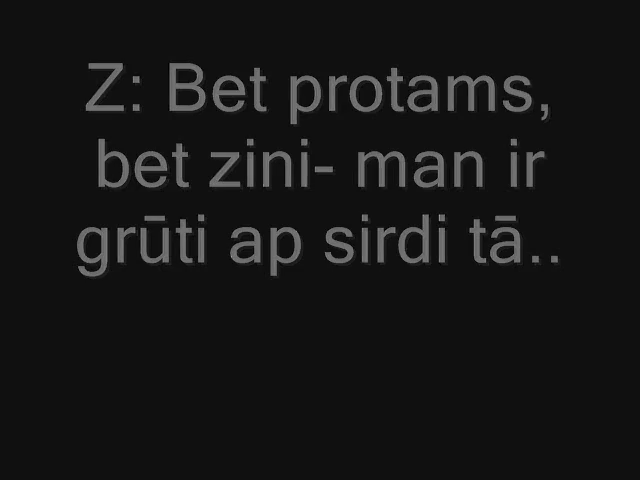 Z: Bet protams,
bet zini- man ir
grūti ap sirdi tā..